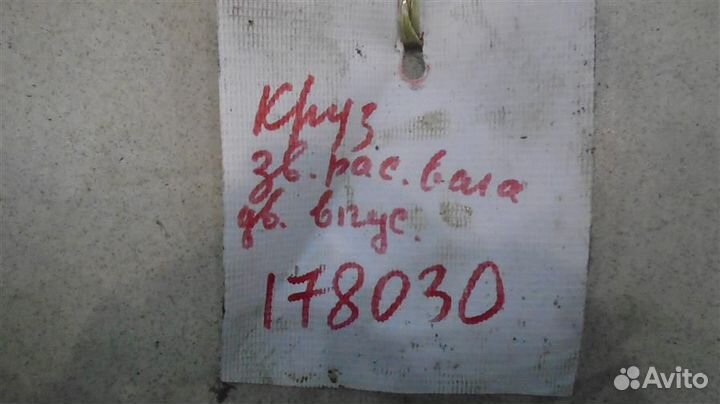 Круз
зв. рас. вала
дв. впус.
178030
Avito